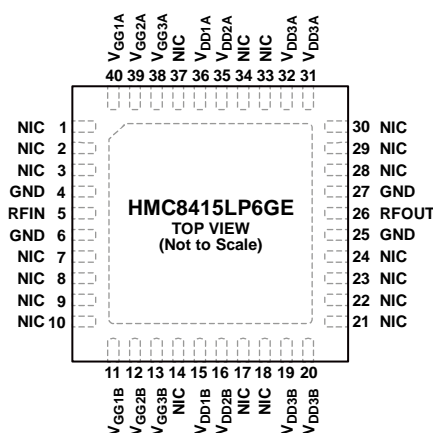 VGG1A VGG2A VGG3A NIC VDD1A VDD2A NIC NIC VDD3A VDD3A
40 39 38 37 36 35 34 33 32 31
NIC 1
NIC 2
NIC 3
GND 4
RFIN 5
GND 6
NIC 7
NIC 8
NIC 9
NIC 10
HMC8415LP6GE
TOP VIEW
(Not to Scale)
30 NIC
29 NIC
28 NIC
27 GND
26 RFOUT
25 GND
24 NIC
23 NIC
22 NIC
21 NIC
11 12 13 14 15 16 17 18 19 20
VGG1B VGG2B VGG3B NIC VDD1B VDD2B NIC NIC VDD3B VDD3B